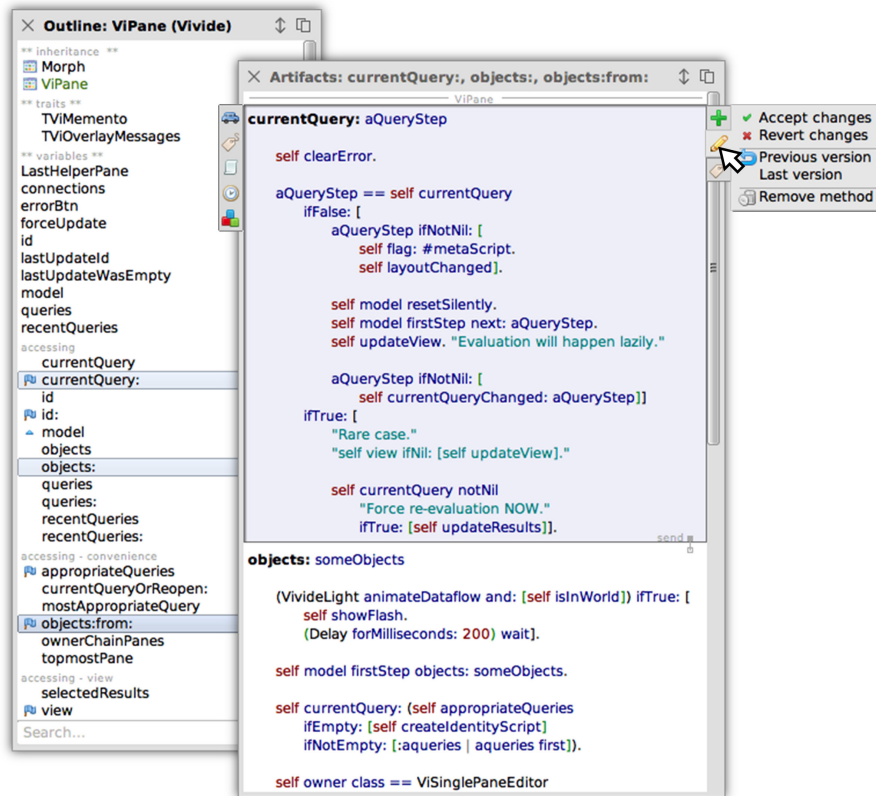 Outline: ViPane (Vivide)
** inheritance **
Morph
ViPane
** traits **
TViMemento
TViOverlayMessages
** variables **
LastHelperPane
connections
errorBtn
forceUpdate
id
lastUpdateId
lastUpdateWasEmpty
model
queries
recentQueries
accessing
currentQuery
currentQuery:
id
id:
model
objects
objects:
queries
queries:
recentQueries
recentQueries:
accessing - convenience
appropriateQueries
currentQueryOrReopen:
mostAppropriateQuery
objects:from:
ownerChainPanes
topmostPane
accessing - view
selectedResults
view
Search...
Artifacts: currentQuery:, objects:, objects:from:
ViPane
currentQuery: aQueryStep
self clearError.
aQueryStep == self currentQuery
ifFalse: [
aQueryStep ifNotNil: [
self flag: #metaScript.
self layoutChanged].
self model resetSilently.
self model firstStep next: aQueryStep.
self updateView. "Evaluation will happen lazily."
aQueryStep ifNotNil: [
self currentQueryChanged: aQueryStep]]
ifTrue: [
"Rare case."
"self view ifNil: [self updateView]."
self currentQuery notNil
"Force re-evaluation NOW."
ifTrue: [self updateResults]].
send
objects: someObjects
(VivideLight animateDataflow and: [self isInWorld]) ifTrue: [
self showFlash.
(Delay forMilliseconds: 200) wait].
self model firstStep objects: someObjects.
self currentQuery: (self appropriateQueries
ifEmpty: [self createIdentityScript]
ifNotEmpty: [:aqueries | aqueries first]).
self owner class == ViSinglePaneEditor
Accept changes
Revert changes
Previous version
Last version
Remove method